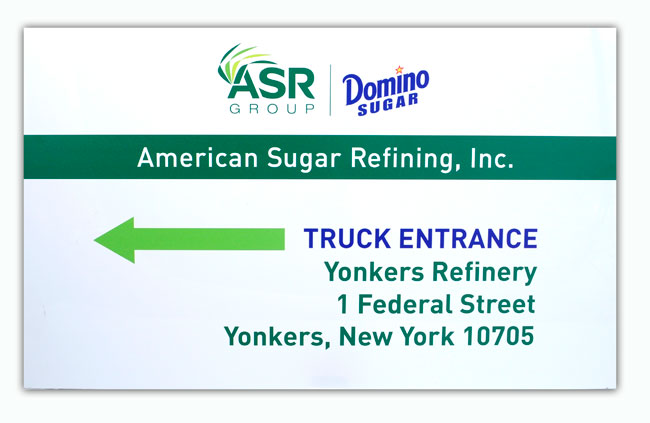 ASR
GROUP
Domino
SUGAR
American Sugar Refining, Inc.
TRUCK ENTRANCE
Yonkers Refinery
1 Federal Street
Yonkers, New York 10705